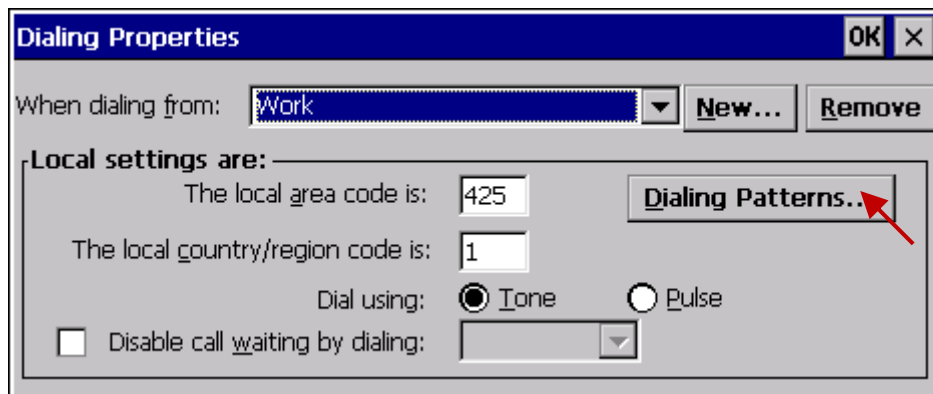 Dialing Properties OK ×
When dialing from: Work New... Remove
Local settings are:
The local area code is: 425 Dialing Patterns...
The local country/region code is: 1
Dial using: Tone Pulse
Disable call waiting by dialing: